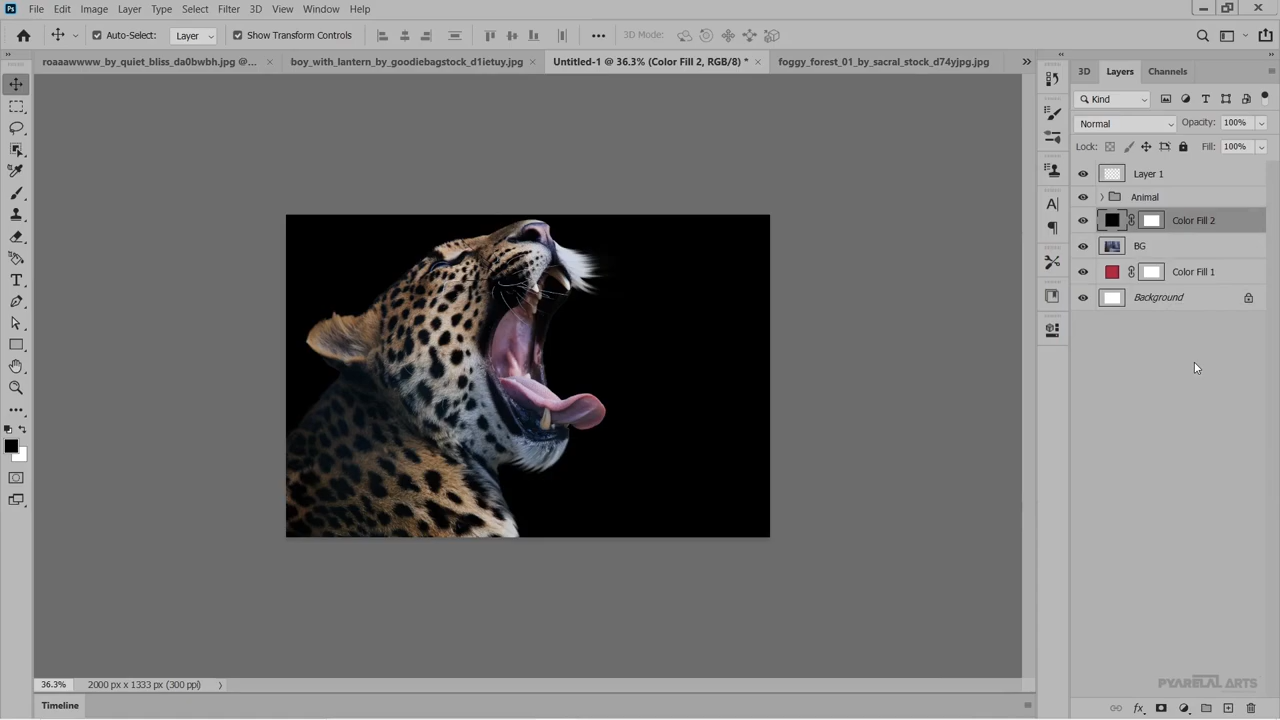 Ps File Edit Image Layer Type Select Filter 3D View Window Help
Auto-Select: Layer Show Transform Controls ••• 3D Mode:
roaaawwww_by_quiet_bliss_da0bwbh.jpg @... × boy_with_lantern_by_goodiebagstock_d1ietuy.jpg × Untitled-1 @ 36.3% (Color Fill 2, RGB/8) * × foggy_forest_01_by_sacral_stock_d74yjpg.jpg
3D Layers Channels
Kind
Normal Opacity: 100%
Lock: Fill: 100%
Layer 1
Animal
Color Fill 2
BG
Color Fill 1
Background
PYARELAL ARTS
36.3% 2000 px x 1333 px (300 ppi)
Timeline